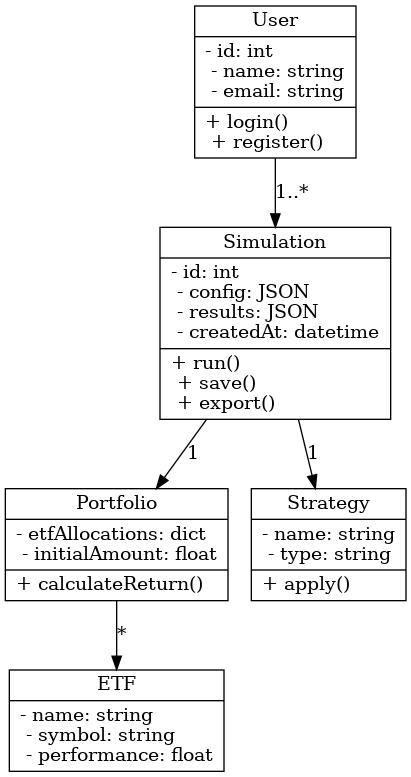 User
- id: int
- name: string
- email: string
+ login()
+ register()
1..*
Simulation
- id: int
- config: JSON
- results: JSON
- createdAt: datetime
+ run()
+ save()
+ export()
1
1
Portfolio
- etfAllocations: dict
- initialAmount: float
+ calculateReturn()
Strategy
- name: string
- type: string
+ apply()
*
ETF
- name: string
- symbol: string
- performance: float